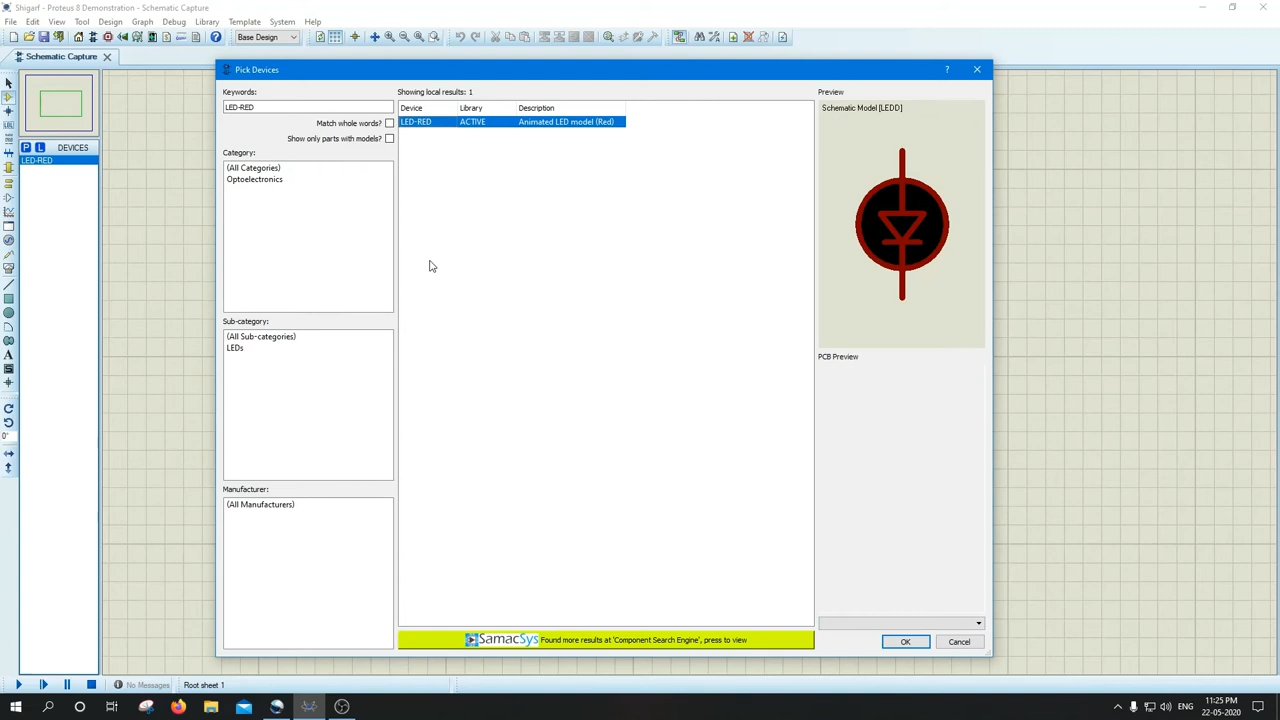 Shigarf - Proteus 8 Demonstration - Schematic Capture
File Edit View Tool Design Graph Debug Library Template System Help
Base Design
Schematic Capture
Pick Devices
?
Keywords:
LED-RED
Match whole words?
Show only parts with models?
Category:
(All Categories)
Optoelectronics
Sub-category:
(All Sub-categories)
LEDs
Manufacturer:
(All Manufacturers)
Showing local results: 1
Device Library Description
LED-RED ACTIVE Animated LED model (Red)
SamacSys Found more results at 'Component Search Engine', press to view
Preview
Schematic Model [LEDD]
PCB Preview
OK Cancel
P L DEVICES
LED-RED
LBL
A
0°
No Messages Root sheet 1
ENG
11:25 PM
22-05-2020